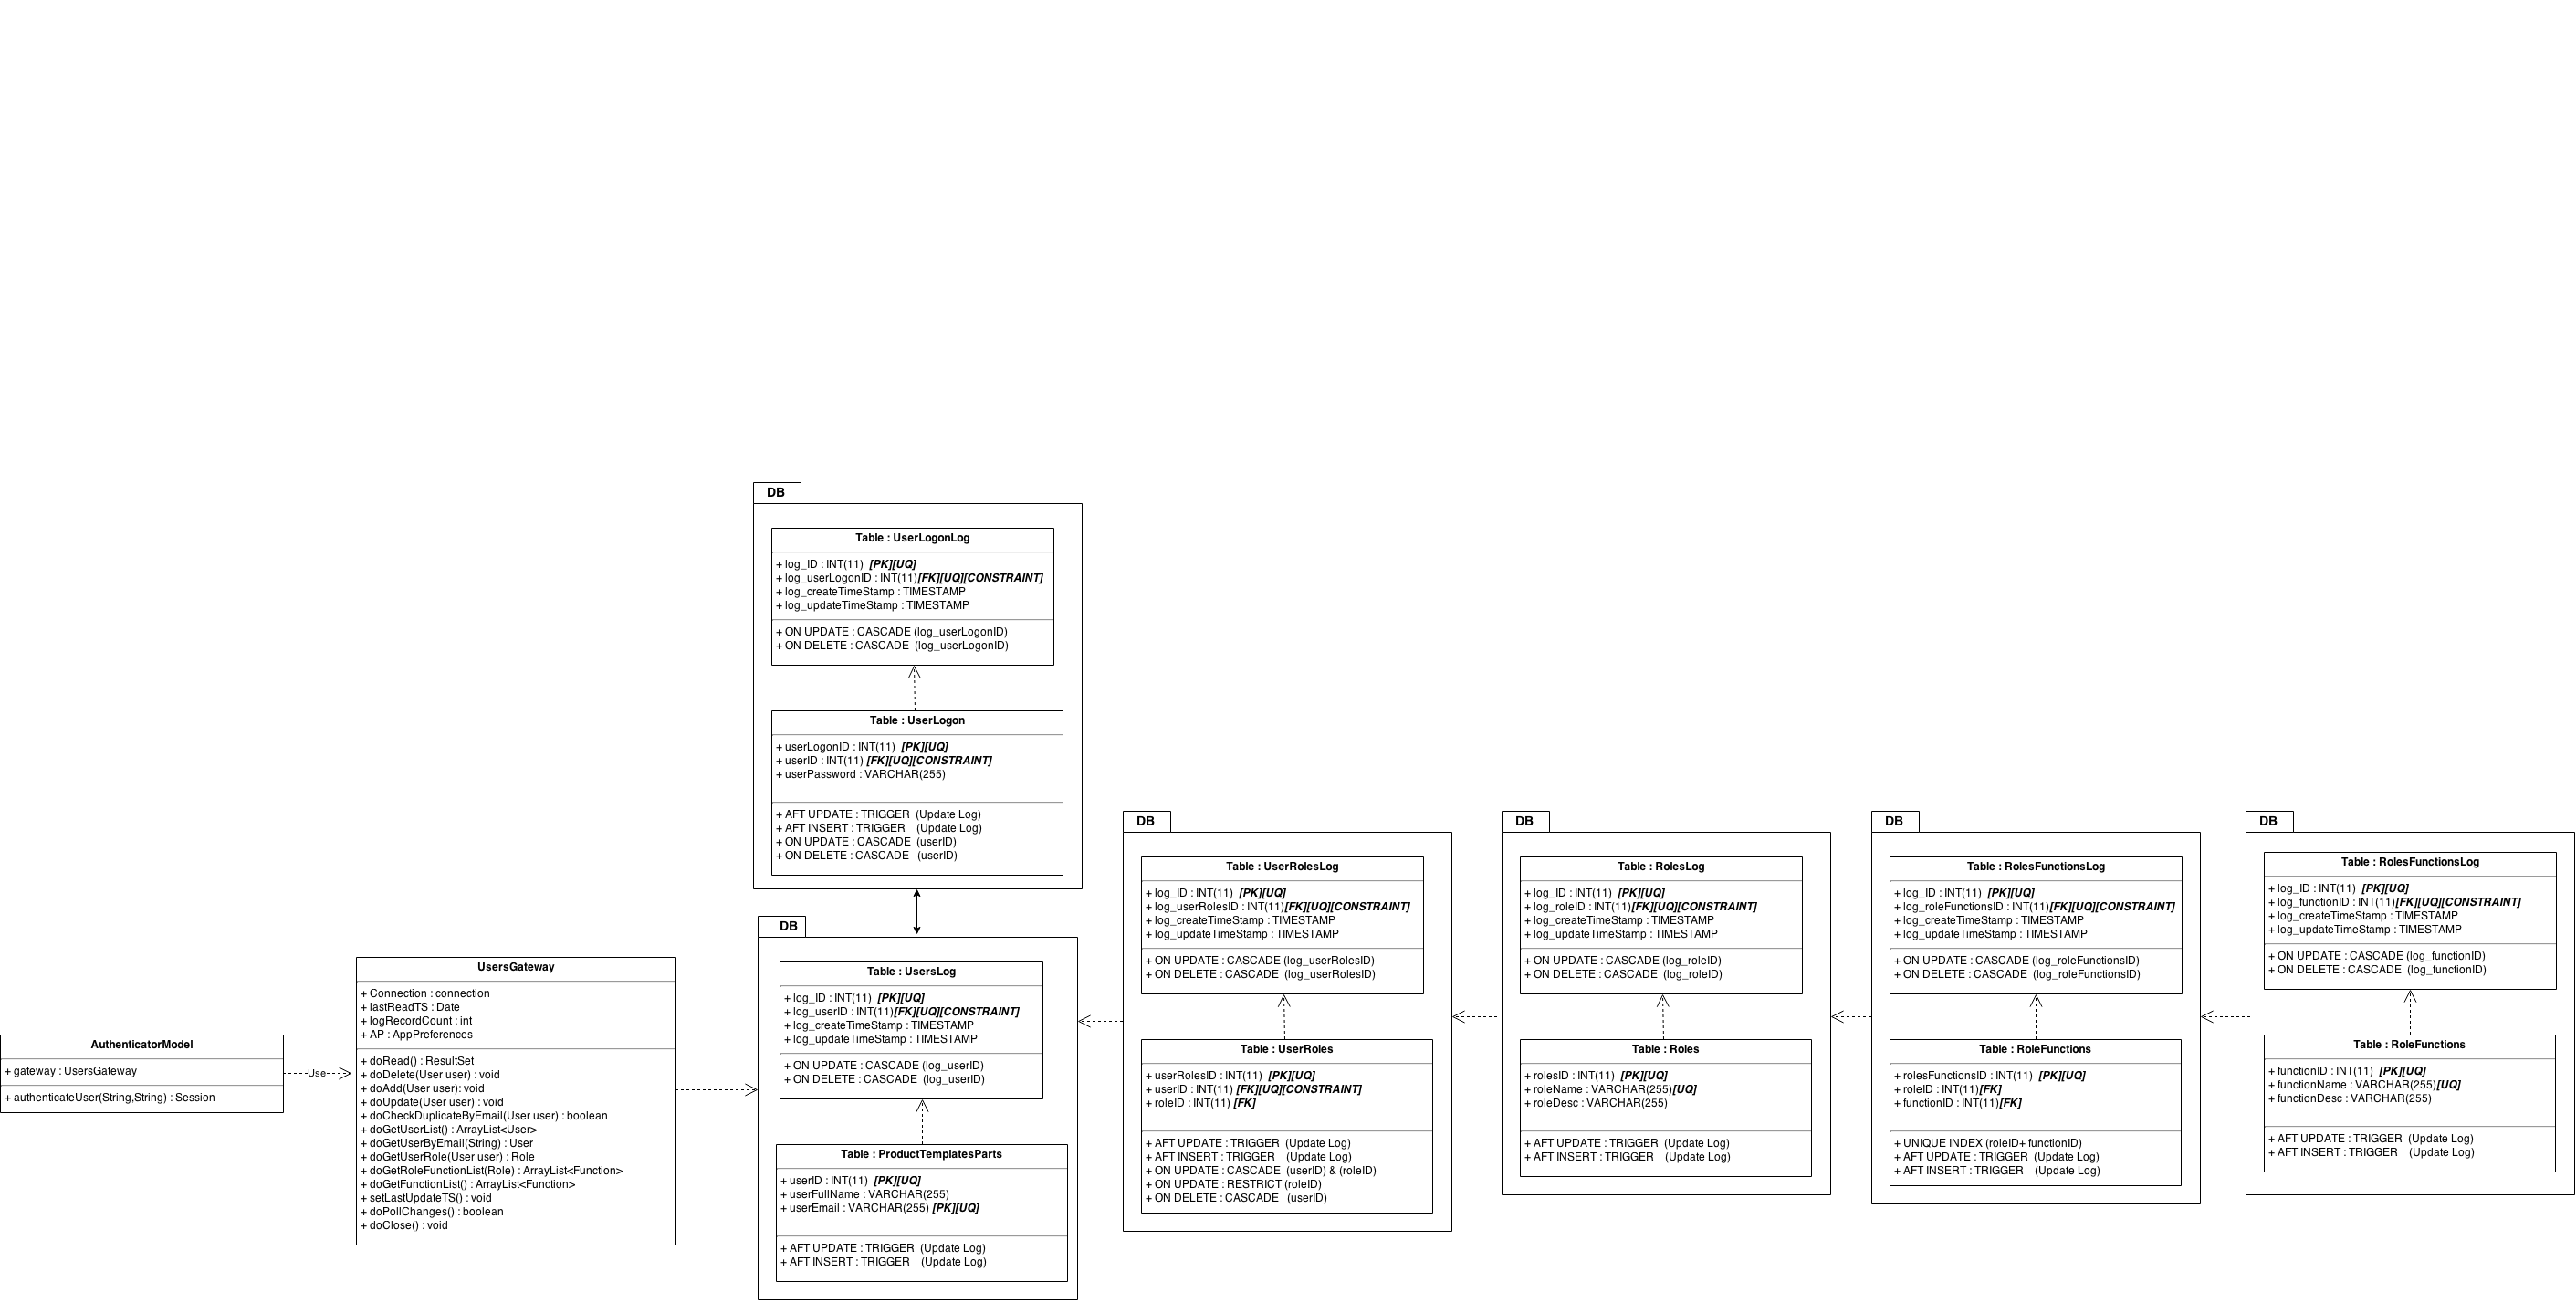 DB
Table : UserLogonLog
+ log_ID : INT(11) [PK][UQ]
+ log_userLogonID : INT(11)[FK][UQ][CONSTRAINT]
+ log_createTimeStamp : TIMESTAMP
+ log_updateTimeStamp : TIMESTAMP
+ ON UPDATE : CASCADE (log_userLogonID)
+ ON DELETE : CASCADE (log_userLogonID)
Table : UserLogon
+ userLogonID : INT(11) [PK][UQ]
+ userID : INT(11) [FK][UQ][CONSTRAINT]
+ userPassword : VARCHAR(255)
+ AFT UPDATE : TRIGGER (Update Log)
+ AFT INSERT : TRIGGER (Update Log)
+ ON UPDATE : CASCADE (userID)
+ ON DELETE : CASCADE (userID)
AuthenticatorModel
+ gateway : UsersGateway
+ authenticateUser(String,String) : Session
Use
UsersGateway
+ Connection : connection
+ lastReadTS : Date
+ logRecordCount : int
+ AP : AppPreferences
+ doRead() : ResultSet
+ doDelete(User user) : void
+ doAdd(User user): void
+ doUpdate(User user) : void
+ doCheckDuplicateByEmail(User user) : boolean
+ doGetUserList() : ArrayList<User>
+ doGetUserByEmail(String) : User
+ doGetUserRole(User user) : Role
+ doGetRoleFunctionList(Role) : ArrayList<Function>
+ doGetFunctionList() : ArrayList<Function>
+ setLastUpdateTS() : void
+ doPollChanges() : boolean
+ doClose() : void
DB
Table : UsersLog
+ log_ID : INT(11) [PK][UQ]
+ log_userID : INT(11)[FK][UQ][CONSTRAINT]
+ log_createTimeStamp : TIMESTAMP
+ log_updateTimeStamp : TIMESTAMP
+ ON UPDATE : CASCADE (log_userID)
+ ON DELETE : CASCADE (log_userID)
Table : ProductTemplatesParts
+ userID : INT(11) [PK][UQ]
+ userFullName : VARCHAR(255)
+ userEmail : VARCHAR(255) [PK][UQ]
+ AFT UPDATE : TRIGGER (Update Log)
+ AFT INSERT : TRIGGER (Update Log)
DB
Table : UserRolesLog
+ log_ID : INT(11) [PK][UQ]
+ log_userRolesID : INT(11)[FK][UQ][CONSTRAINT]
+ log_createTimeStamp : TIMESTAMP
+ log_updateTimeStamp : TIMESTAMP
+ ON UPDATE : CASCADE (log_userRolesID)
+ ON DELETE : CASCADE (log_userRolesID)
Table : UserRoles
+ userRolesID : INT(11) [PK][UQ]
+ userID : INT(11) [FK][UQ][CONSTRAINT]
+ roleID : INT(11) [FK]
+ AFT UPDATE : TRIGGER (Update Log)
+ AFT INSERT : TRIGGER (Update Log)
+ ON UPDATE : CASCADE (userID) & (roleID)
+ ON UPDATE : RESTRICT (roleID)
+ ON DELETE : CASCADE (userID)
DB
Table : RolesLog
+ log_ID : INT(11) [PK][UQ]
+ log_roleID : INT(11)[FK][UQ][CONSTRAINT]
+ log_createTimeStamp : TIMESTAMP
+ log_updateTimeStamp : TIMESTAMP
+ ON UPDATE : CASCADE (log_roleID)
+ ON DELETE : CASCADE (log_roleID)
Table : Roles
+ rolesID : INT(11) [PK][UQ]
+ roleName : VARCHAR(255)[UQ]
+ roleDesc : VARCHAR(255)
+ AFT UPDATE : TRIGGER (Update Log)
+ AFT INSERT : TRIGGER (Update Log)
DB
Table : RolesFunctionsLog
+ log_ID : INT(11) [PK][UQ]
+ log_roleFunctionsID : INT(11)[FK][UQ][CONSTRAINT]
+ log_createTimeStamp : TIMESTAMP
+ log_updateTimeStamp : TIMESTAMP
+ ON UPDATE : CASCADE (log_roleFunctionsID)
+ ON DELETE : CASCADE (log_roleFunctionsID)
Table : RoleFunctions
+ rolesFunctionsID : INT(11) [PK][UQ]
+ roleID : INT(11)[FK]
+ functionID : INT(11)[FK]
+ UNIQUE INDEX (roleID+ functionID)
+ AFT UPDATE : TRIGGER (Update Log)
+ AFT INSERT : TRIGGER (Update Log)
DB
Table : RolesFunctionsLog
+ log_ID : INT(11) [PK][UQ]
+ log_functionID : INT(11)[FK][UQ][CONSTRAINT]
+ log_createTimeStamp : TIMESTAMP
+ log_updateTimeStamp : TIMESTAMP
+ ON UPDATE : CASCADE (log_functionID)
+ ON DELETE : CASCADE (log_functionID)
Table : RoleFunctions
+ functionID : INT(11) [PK][UQ]
+ functionName : VARCHAR(255)[UQ]
+ functionDesc : VARCHAR(255)
+ AFT UPDATE : TRIGGER (Update Log)
+ AFT INSERT : TRIGGER (Update Log)